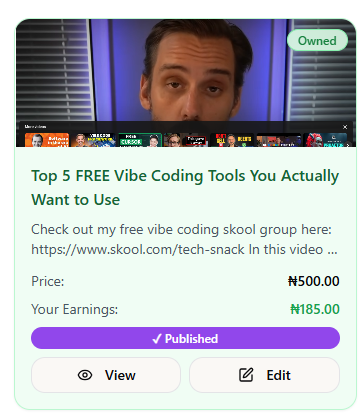 Owned
More videos
Top 5 FREE Vibe Coding Tools You Actually
Want to Use
Check out my free vibe coding skool group here:
https://www.skool.com/tech-snack In this video ...
Price:
₦500.00
Your Earnings:
₦185.00
✓ Published
View
Edit